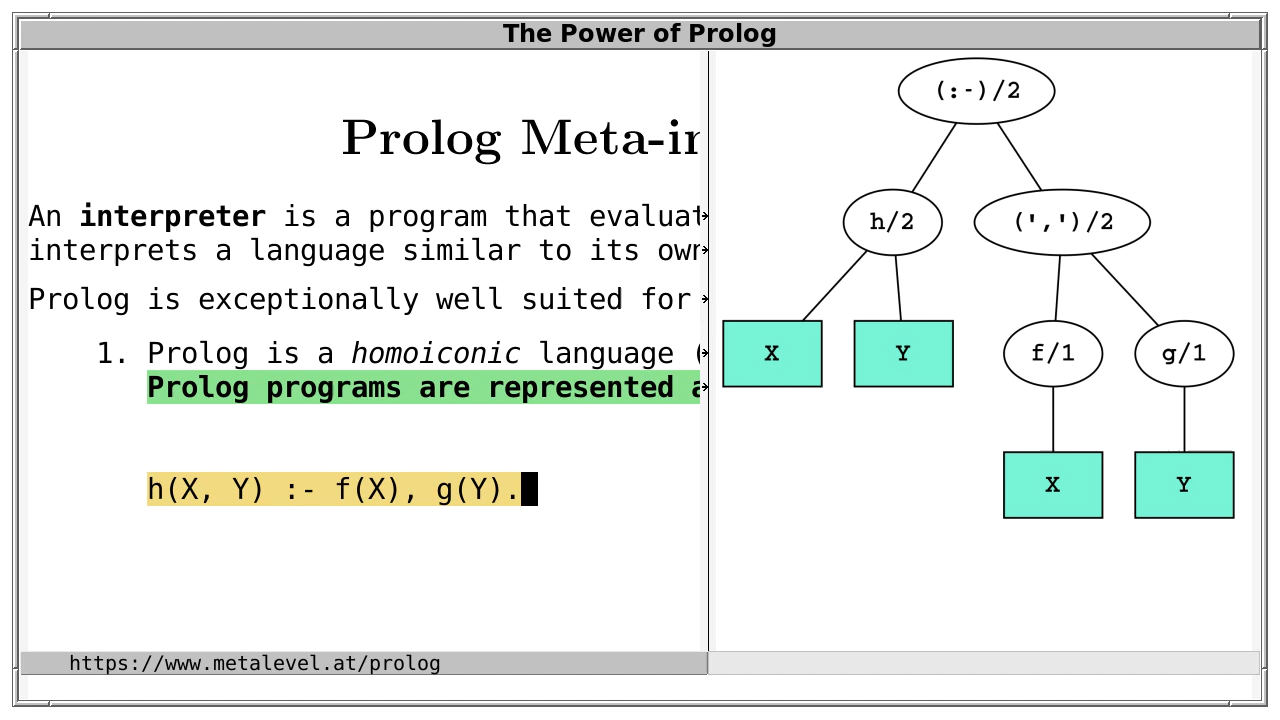 The Power of Prolog
Prolog Meta-in
An interpreter is a program that evaluat
interprets a language similar to its own
Prolog is exceptionally well suited for
1. Prolog is a homoiconic language (
Prolog programs are represented a
h(X, Y) :- f(X), g(Y).
https://www.metalevel.at/prolog
(:-)/2
h/2 (',')/2
X Y f/1 g/1
X Y